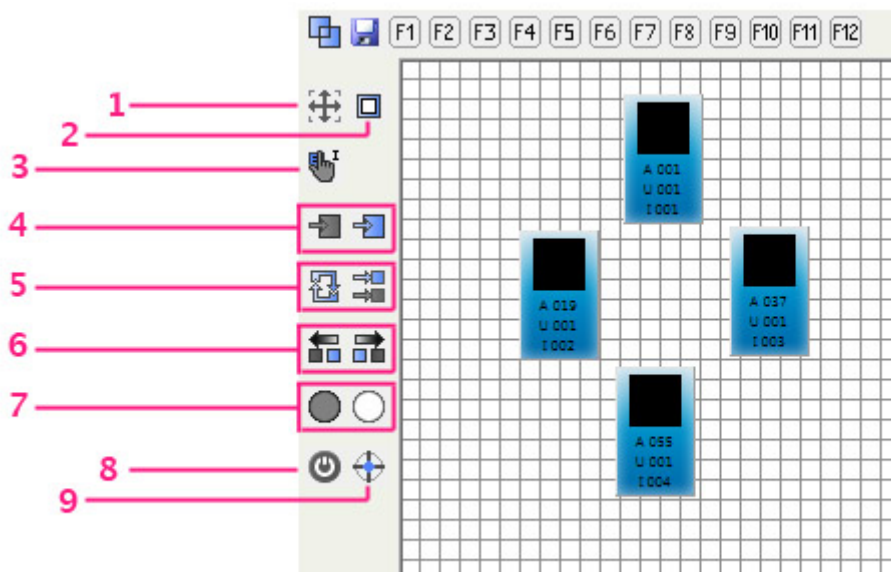 F1 F2 F3 F4 F5 F6 F7 F8 F9 F10 F11 F12
1
2
3
I
4
5
6
7
8
9
A 001
U 001
I 001
A 019
U 001
I 002
A 037
U 001
I 003
A 055
U 001
I 004